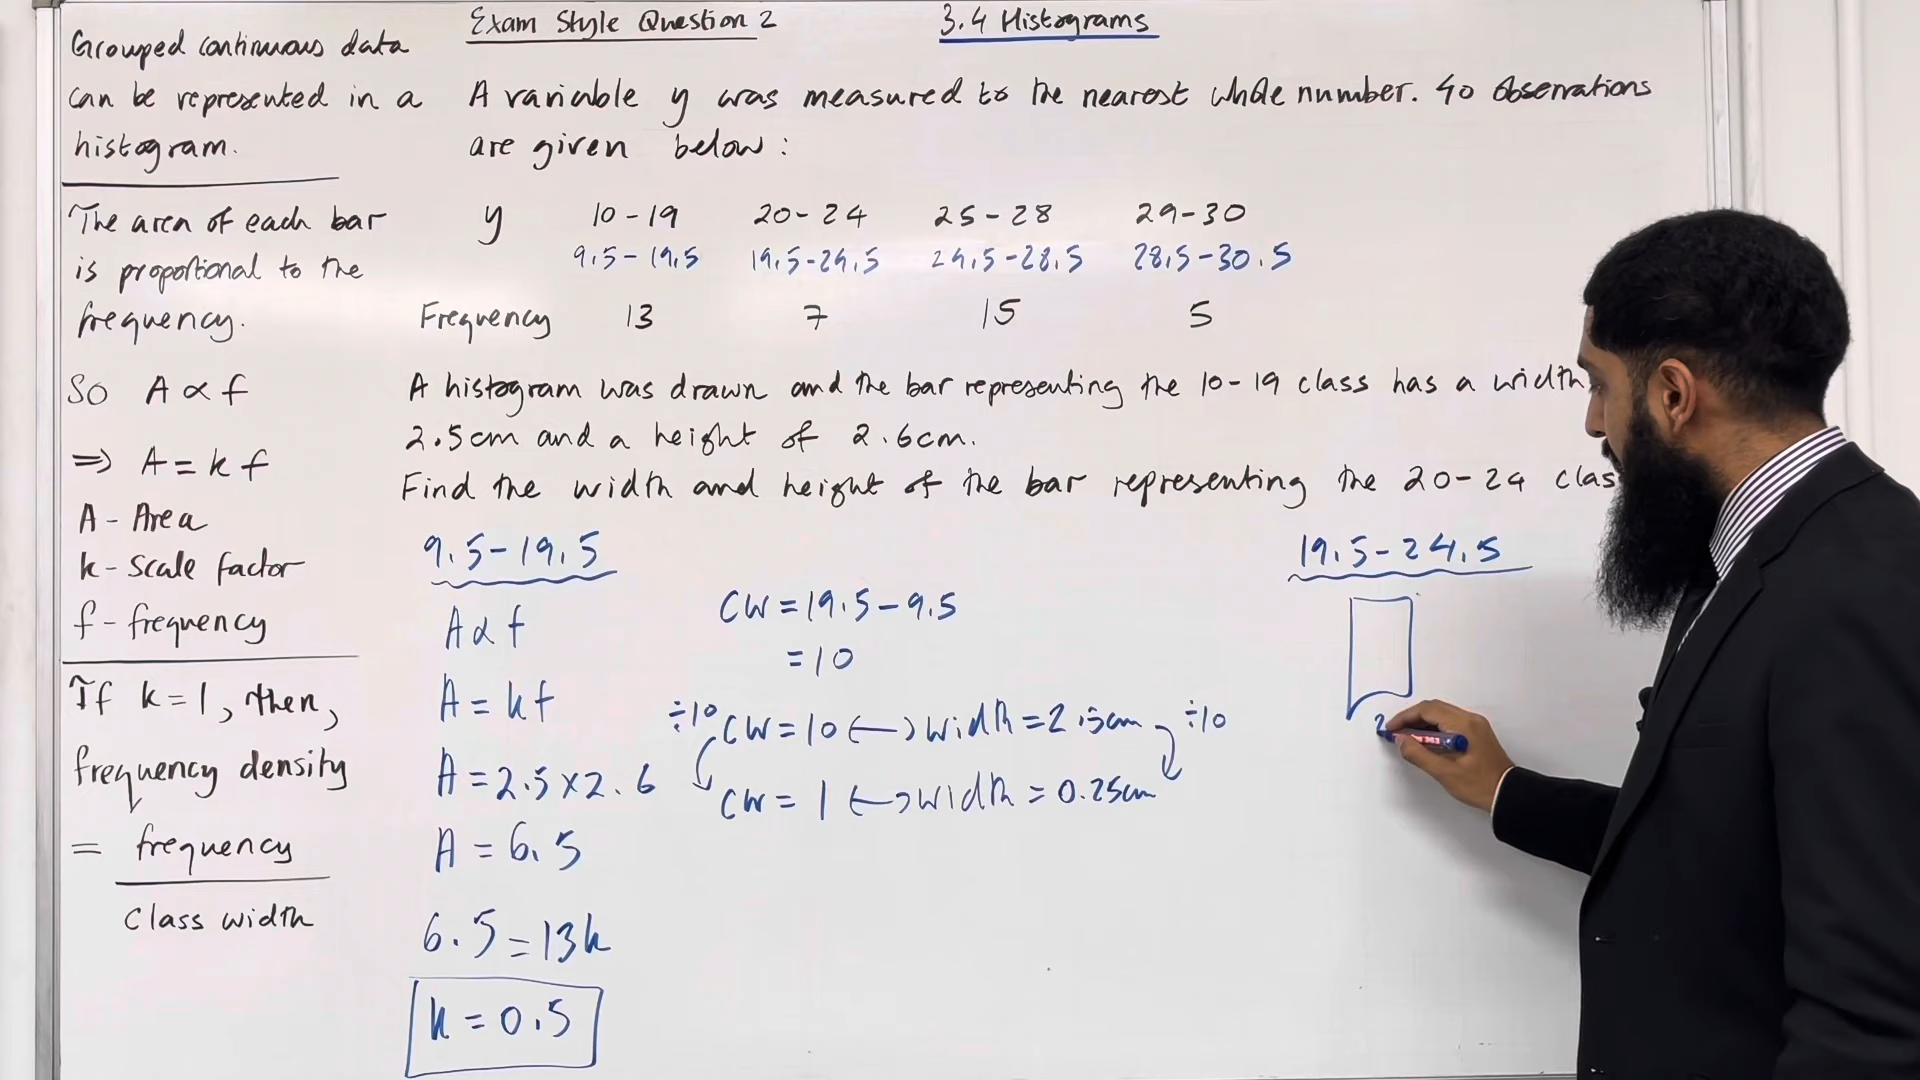 Exam Style Question 2
3.4 Histograms
Grouped continuous data
can be represented in a
histogram.
The area of each bar
is proportional to the
frequency.
So A ∝ f
⇒ A = k f
A - Area
k - scale factor
f - frequency
If k = 1, then,
frequency density
= frequency
class width
A variable y was measured to the nearest whole number. 40 observations
are given below:
y 10-19 20-24 25-28 29-30
9.5-19.5 19.5-24.5 24.5-28.5 28.5-30.5
Frequency 13 7 15 5
A histogram was drawn and the bar representing the 10-19 class has a width
2.5cm and a height of 2.6cm.
Find the width and height of the bar representing the 20-24
9.5-19.5
A ∝ f
A = kf
A = 2.5×2.6
A = 6.5
6.5 = 13k
k = 0.5
CW = 19.5-9.5
= 10
÷10 CW = 10 ⟷ width = 2.5cm ÷10
CW = 1 ⟷ width = 0.25cm
19.5-24.5